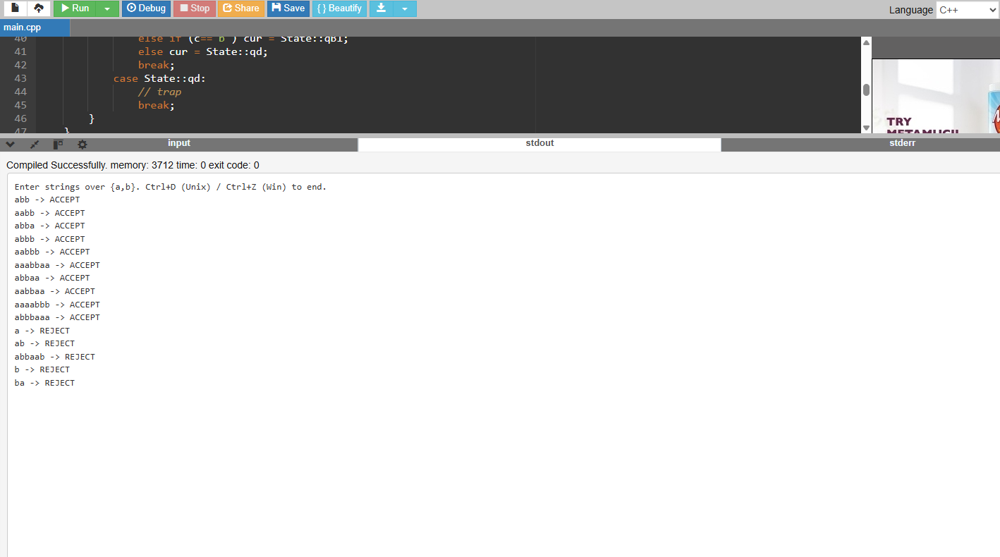 Run Debug Stop Share Save { } Beautify Language C++
main.cpp
40 else if (c== b ) cur = State::qB1;
41 else cur = State::qd;
42 break;
43 case State::qd:
44 // trap
45 break;
46 }
47 }
TRY
METAMUCIL
input stdout stderr
Compiled Successfully. memory: 3712 time: 0 exit code: 0
Enter strings over {a,b}. Ctrl+D (Unix) / Ctrl+Z (Win) to end.
abb -> ACCEPT
aabb -> ACCEPT
abba -> ACCEPT
abbb -> ACCEPT
aabbb -> ACCEPT
aaabbaa -> ACCEPT
abbaa -> ACCEPT
aabbaa -> ACCEPT
aaaabbb -> ACCEPT
abbbaaa -> ACCEPT
a -> REJECT
ab -> REJECT
abbaab -> REJECT
b -> REJECT
ba -> REJECT